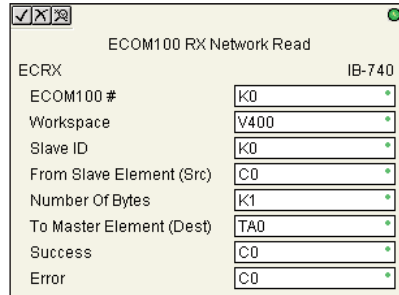 ECOM100 RX Network Read
ECRX IB-740
ECOM100 # K0
Workspace V400
Slave ID K0
From Slave Element (Src) C0
Number Of Bytes K1
To Master Element (Dest) TA0
Success C0
Error C0